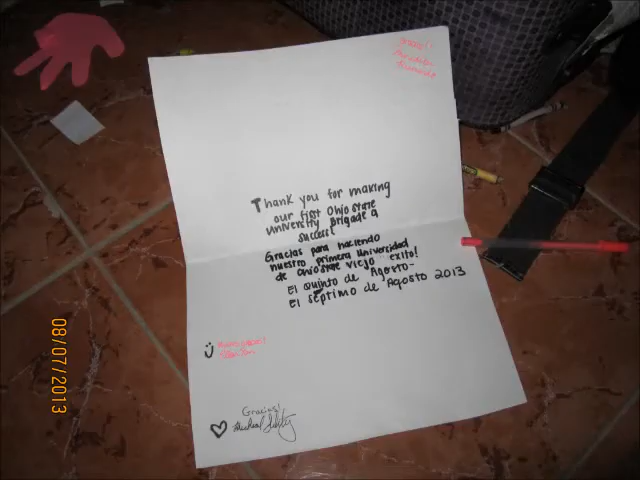 Thank you for making
our first Ohio State
University Brigade a
success!
Gracias para haciendo
nuestro primera universidad
de Ohio State viejo exito!
El quinto de Agosto-
El séptimo de Agosto 2013
Gracias!
08/07/2013